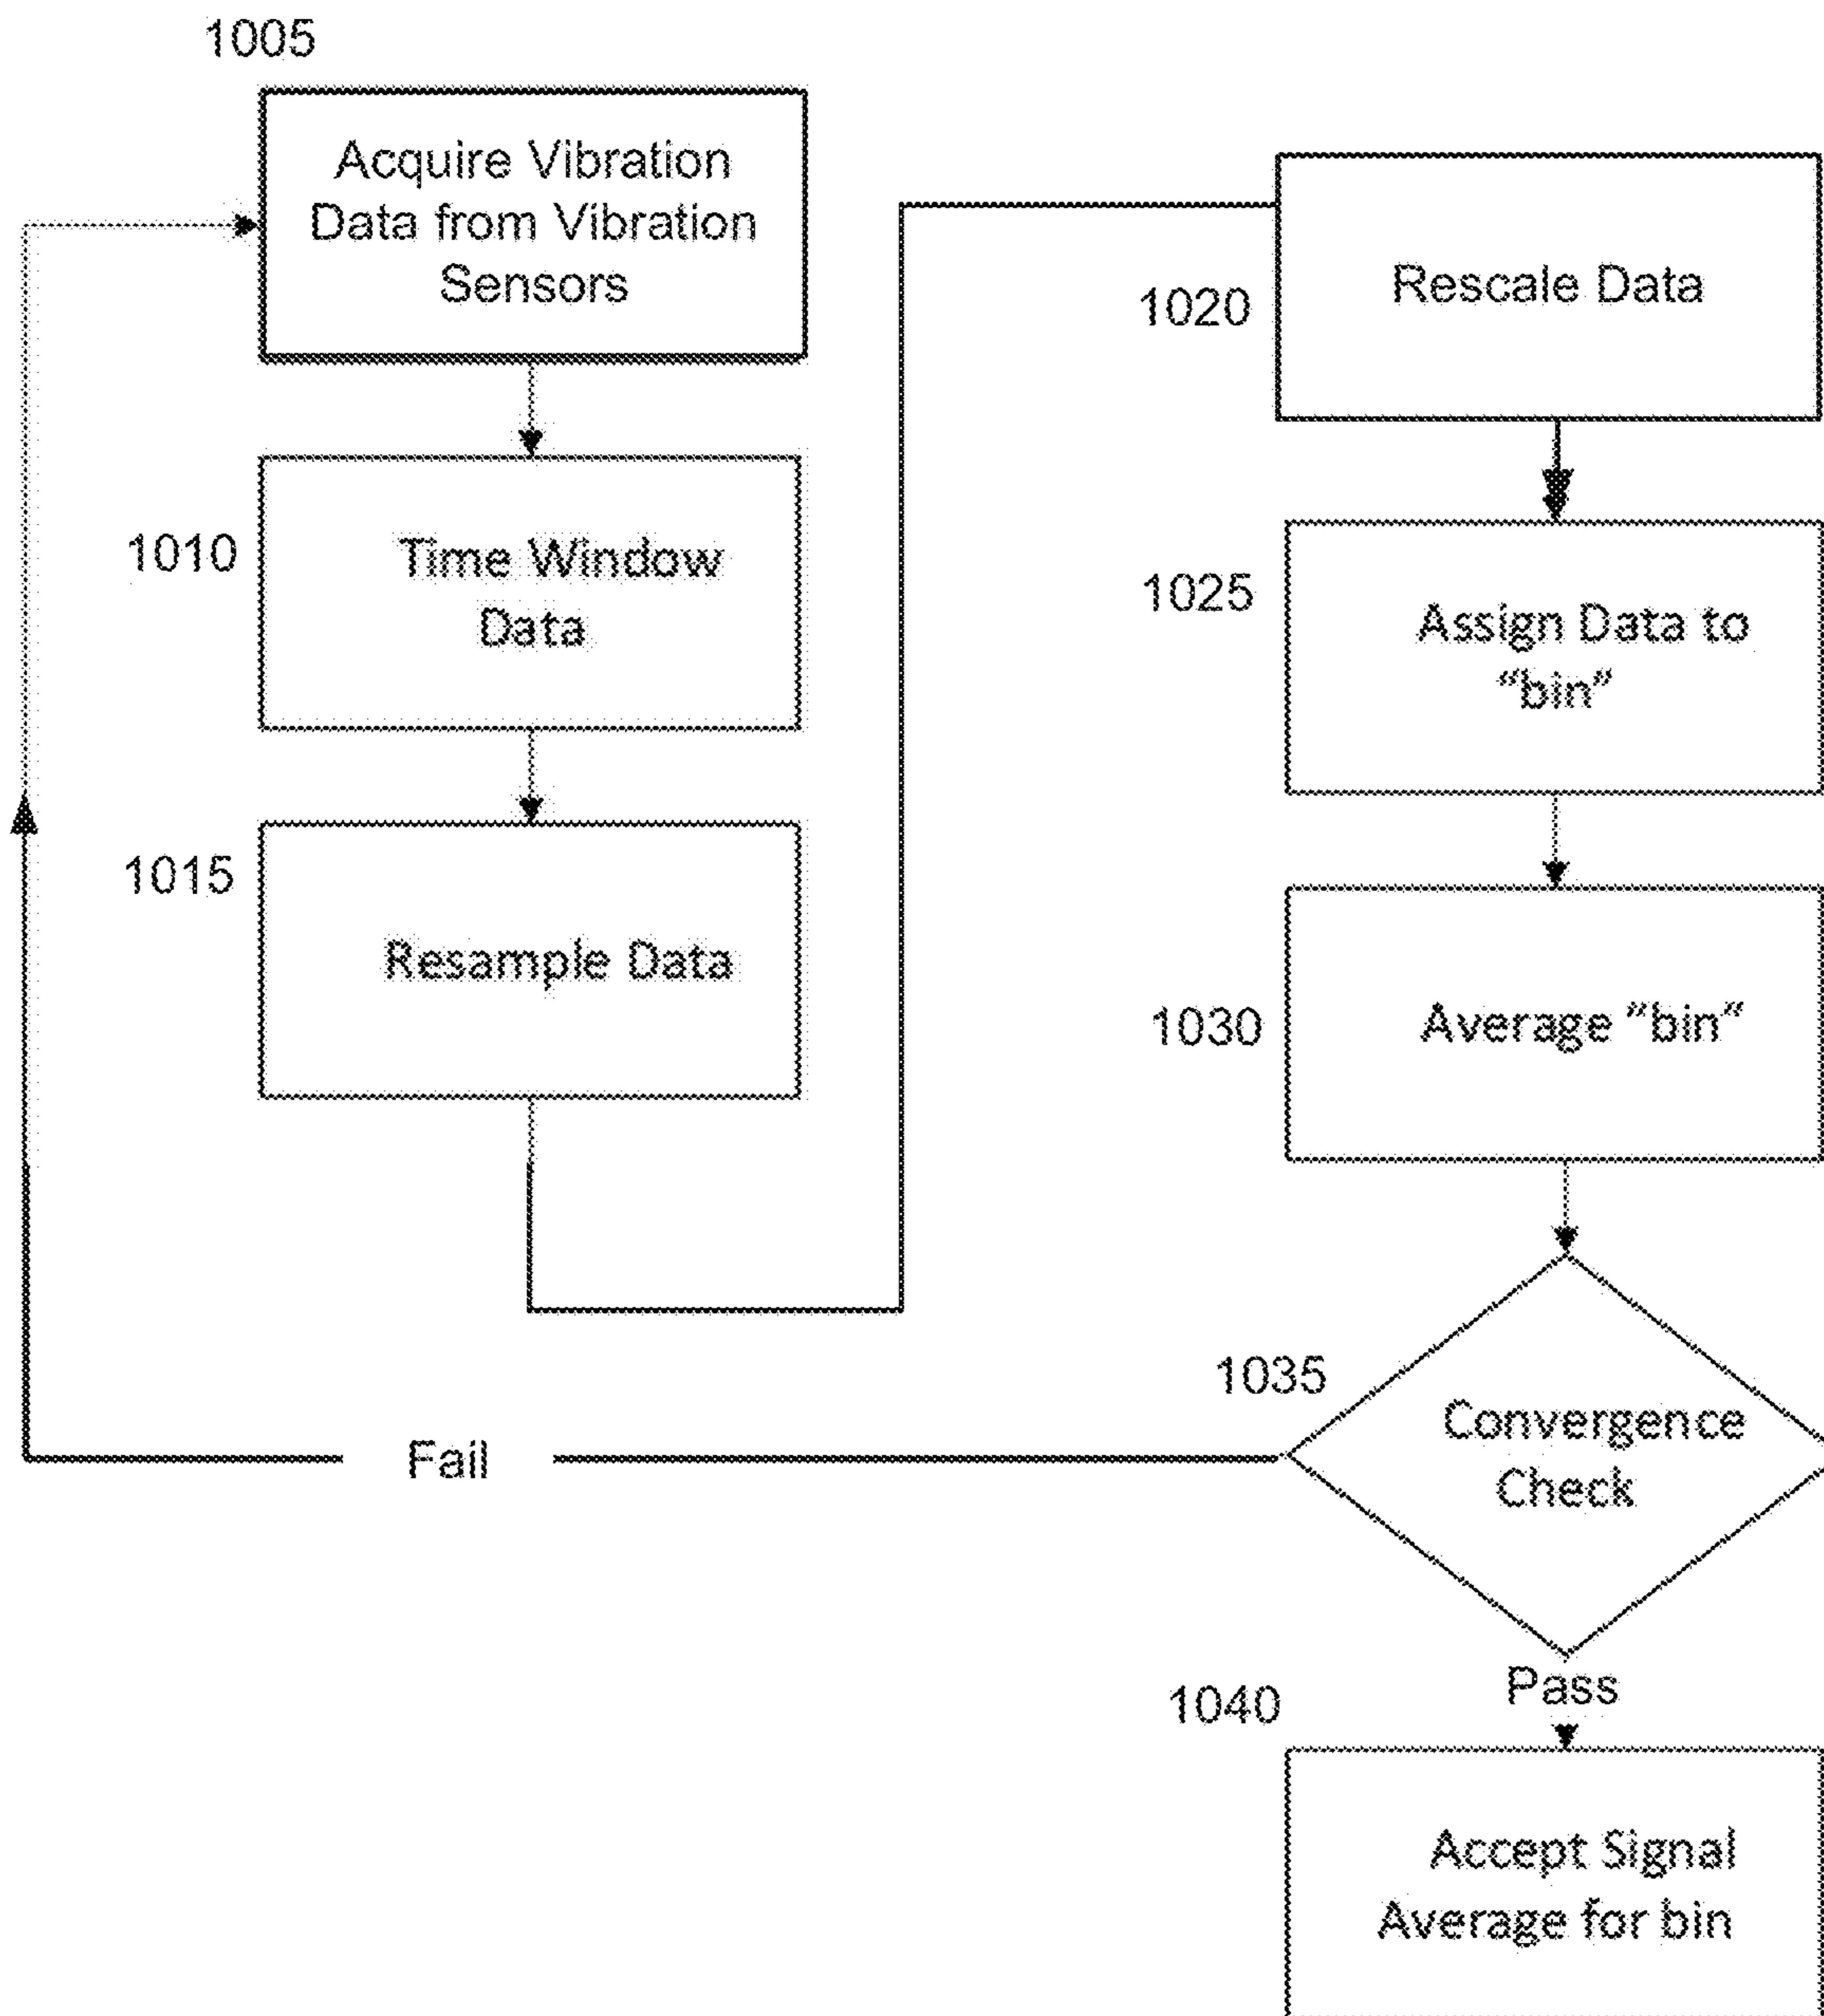 1005
Acquire Vibration
Data from Vibration
Sensors
1010
Time Window
Data
1015
Resample Data
1020
Rescale Data
1025
Assign Data to
“bin”
1030
Average “bin”
1035
Convergence
Check
Fail
Pass
1040
Accept Signal
Average for bin